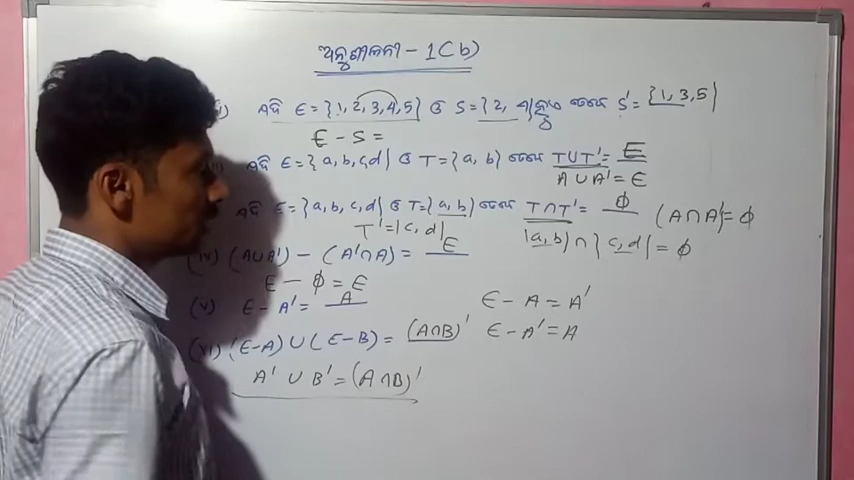 ଅନୁଶୀଳନୀ - 1(b)
ଯଦି E = {1, 2, 3, 4, 5} ଓ S = {2, 4} ହୁଏ ତେବେ S' = {1, 3, 5}
E - S =
ଯଦି E = {a, b, c, d} ଓ T = {a, b} ତେବେ T∪T' = E
A ∪ A' = E
ଯଦି E = {a, b, c, d} ଓ T = {a, b} ତେବେ T∩T' = ϕ (A∩A') = ϕ
T' = {c, d} {a, b} ∩ {c, d} = ϕ
(iv) (A∪A') - (A'∩A) = E
E - ϕ = E
(v) E - A' = A E - A = A'
(vi) (E-A) ∪ (E-B) = (A∩B)' E - A' = A
A' ∪ B' = (A∩B)'